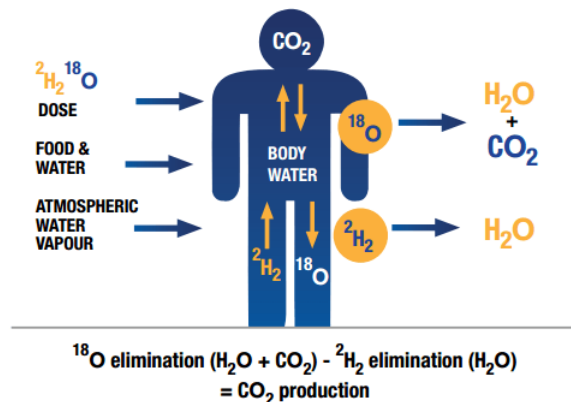 CO₂
²H₂¹⁸O
DOSE
FOOD &
WATER
ATMOSPHERIC
WATER
VAPOUR
BODY
WATER
²H₂
¹⁸O
¹⁸O
²H₂
H₂O
+
CO₂
H₂O
¹⁸O elimination (H₂O + CO₂) - ²H₂ elimination (H₂O)
= CO₂ production